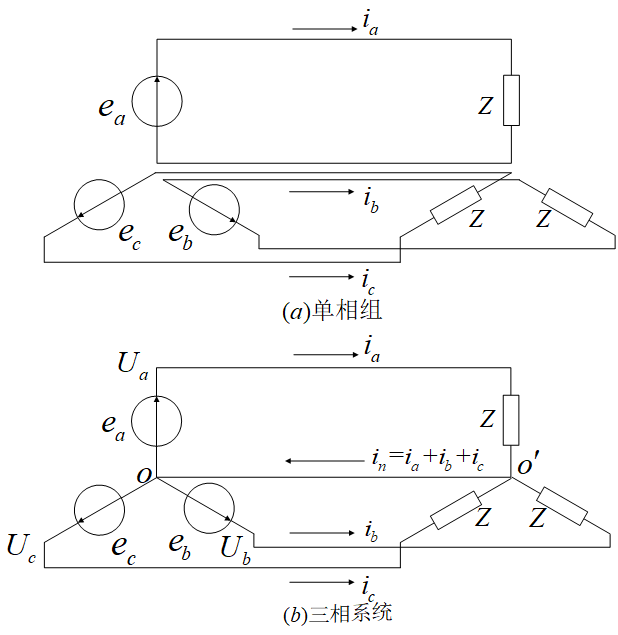 i_a
e_a
Z
i_b
e_c
e_b
Z
Z
i_c
(a)单相组
i_a
U_a
e_a
Z
i_n=i_a+i_b+i_c
o
o′
U_c
e_c
e_b
U_b
i_b
Z
Z
i_c
(b)三相系统